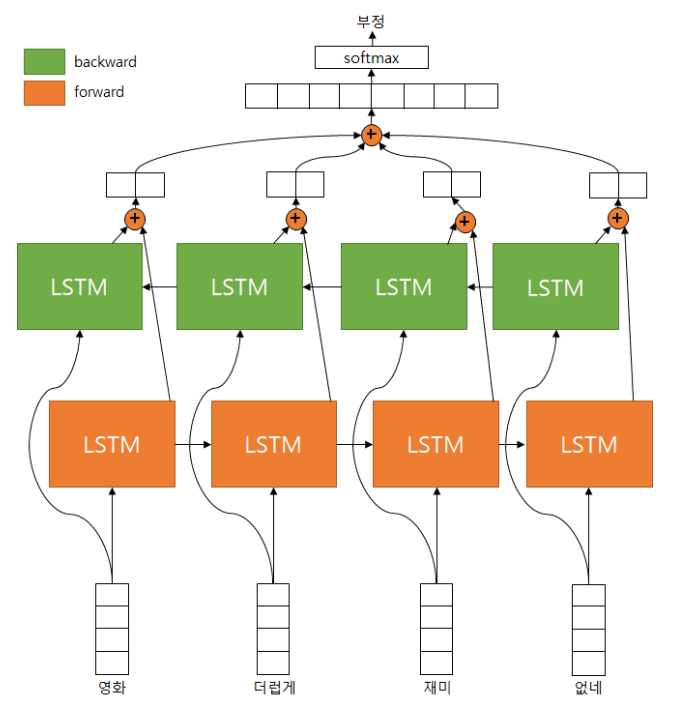 부정
softmax
backward
forward
+
+ + + +
LSTM LSTM LSTM LSTM
LSTM LSTM LSTM LSTM
영화 더럽게 재미 없네